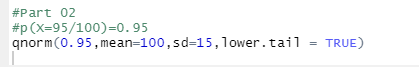 #Part 02
#p(X=95/100)=0.95
qnorm(0.95,mean=100,sd=15,lower.tail = TRUE)